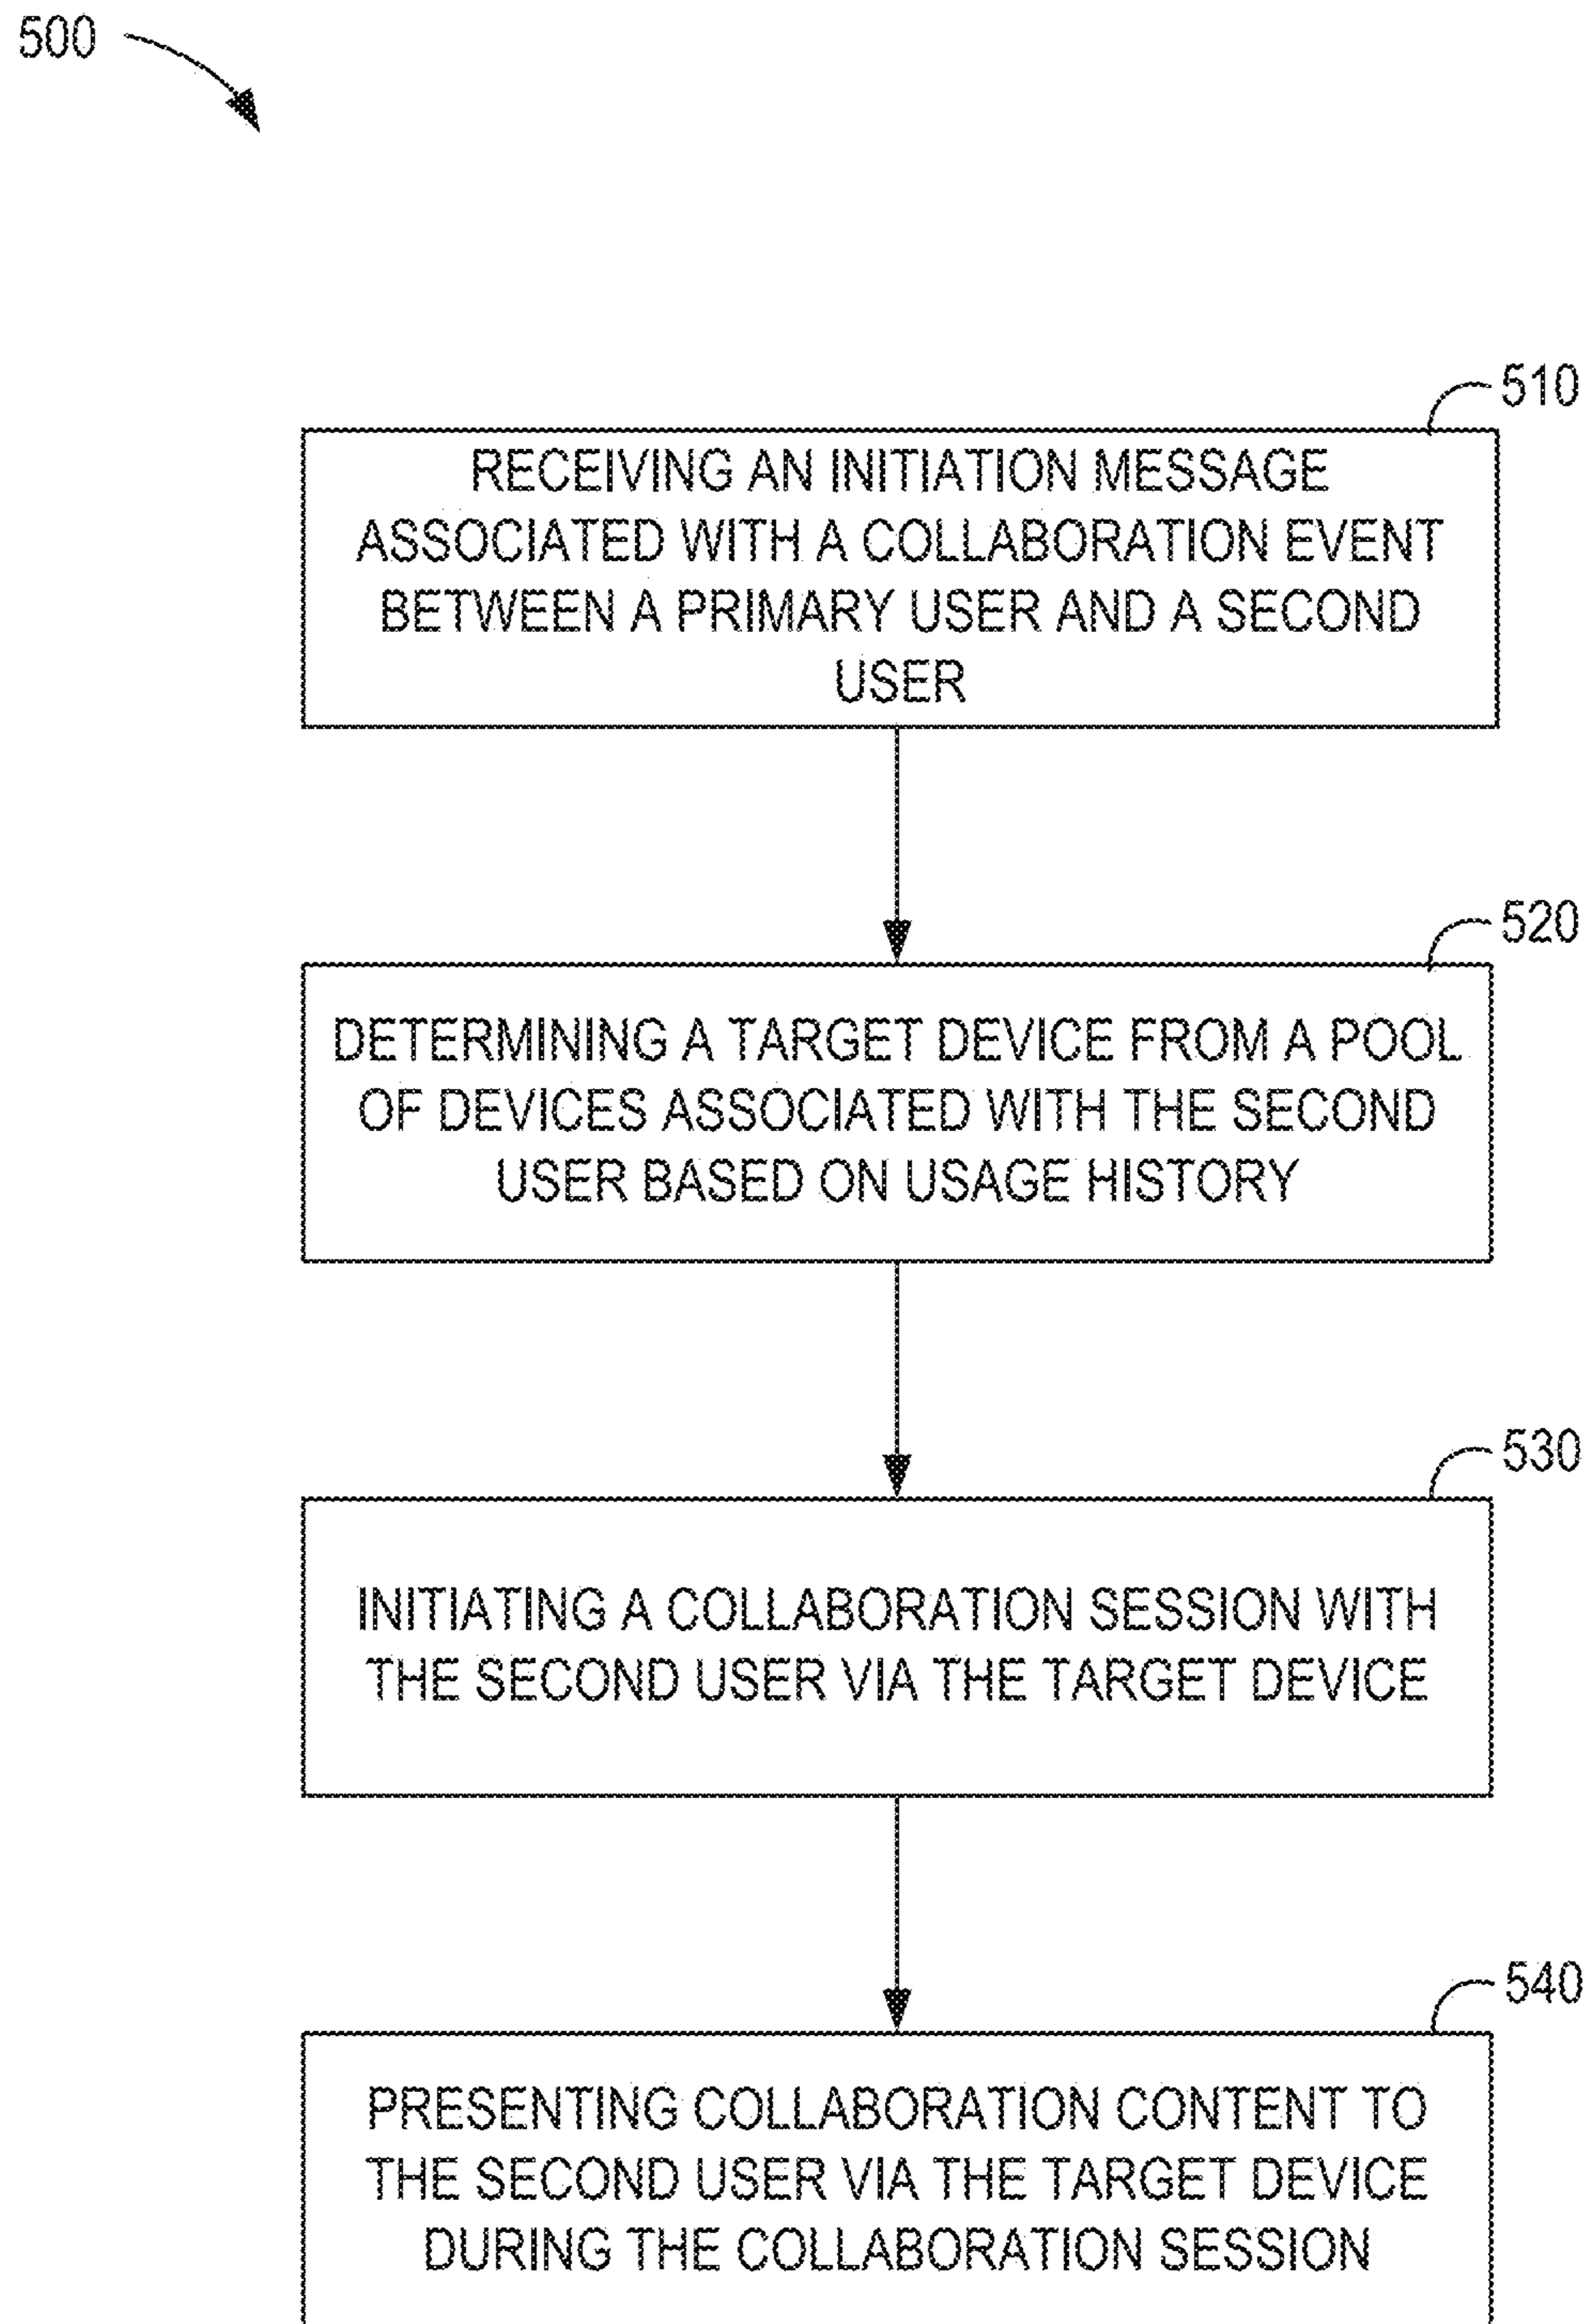 500
510
RECEIVING AN INITIATION MESSAGE
ASSOCIATED WITH A COLLABORATION EVENT
BETWEEN A PRIMARY USER AND A SECOND
USER
520
DETERMINING A TARGET DEVICE FROM A POOL
OF DEVICES ASSOCIATED WITH THE SECOND
USER BASED ON USAGE HISTORY
530
INITIATING A COLLABORATION SESSION WITH
THE SECOND USER VIA THE TARGET DEVICE
540
PRESENTING COLLABORATION CONTENT TO
THE SECOND USER VIA THE TARGET DEVICE
DURING THE COLLABORATION SESSION